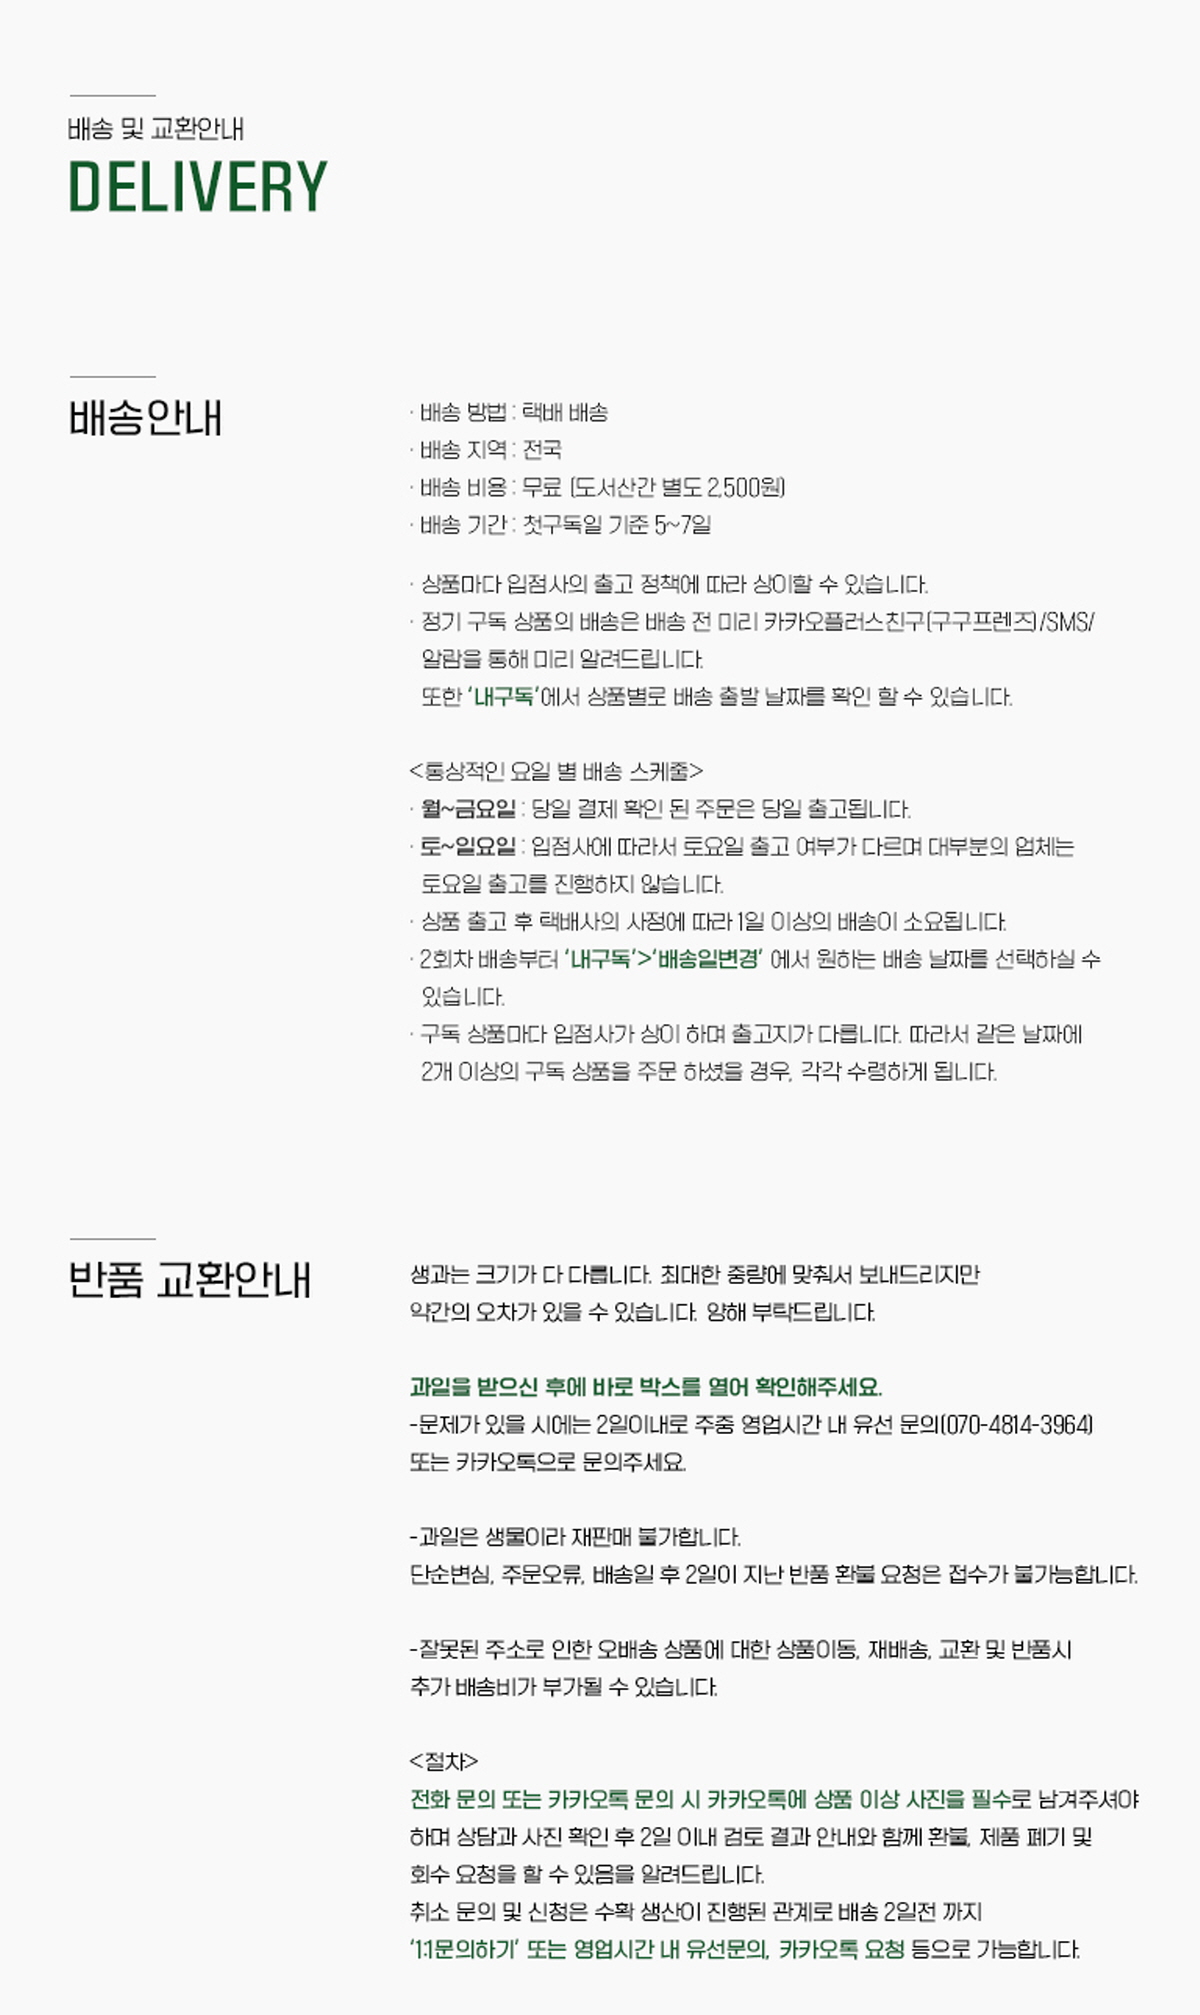 배송 및 교환안내
DELIVERY
배송안내
· 배송 방법 : 택배 배송
· 배송 지역 : 전국
· 배송 비용 : 무료 (도서산간 별도 2,500원)
· 배송 기간 : 첫구독일 기준 5~7일
· 상품마다 입점사의 출고 정책에 따라 상이할 수 있습니다.
· 정기 구독 상품의 배송은 배송 전 미리 카카오플러스친구(구구프렌즈)/SMS/
알람을 통해 미리 알려드립니다.
또한 ‘내구독’에서 상품별로 배송 출발 날짜를 확인 할 수 있습니다.
<통상적인 요일 별 배송 스케줄>
· 월~금요일 : 당일 결제 확인 된 주문은 당일 출고됩니다.
· 토~일요일 : 입점사에 따라서 토요일 출고 여부가 다르며 대부분의 업체는
토요일 출고를 진행하지 않습니다.
· 상품 출고 후 택배사의 사정에 따라 1일 이상의 배송이 소요됩니다.
· 2회차 배송부터 ‘내구독’>‘배송일변경’ 에서 원하는 배송 날짜를 선택하실 수
있습니다.
· 구독 상품마다 입점사가 상이 하며 출고지가 다릅니다. 따라서 같은 날짜에
2개 이상의 구독 상품을 주문 하셨을 경우, 각각 수령하게 됩니다.
반품 교환안내
생과는 크기가 다 다릅니다. 최대한 중량에 맞춰서 보내드리지만
약간의 오차가 있을 수 있습니다. 양해 부탁드립니다.
과일을 받으신 후에 바로 박스를 열어 확인해주세요.
-문제가 있을 시에는 2일이내로 주중 영업시간 내 유선 문의(070-4814-3964)
또는 카카오톡으로 문의주세요.
-과일은 생물이라 재판매 불가합니다.
단순변심, 주문오류, 배송일 후 2일이 지난 반품 환불 요청은 접수가 불가능합니다.
-잘못된 주소로 인한 오배송 상품에 대한 상품이동, 재배송, 교환 및 반품시
추가 배송비가 부가될 수 있습니다.
<절차>
전화 문의 또는 카카오톡 문의 시 카카오톡에 상품 이상 사진을 필수로 남겨주셔야
하며 상담과 사진 확인 후 2일 이내 검토 결과 안내와 함께 환불, 제품 폐기 및
회수 요청을 할 수 있음을 알려드립니다.
취소 문의 및 신청은 수확 생산이 진행된 관계로 배송 2일전 까지
‘1:1문의하기’ 또는 영업시간 내 유선문의, 카카오톡 요청 등으로 가능합니다.